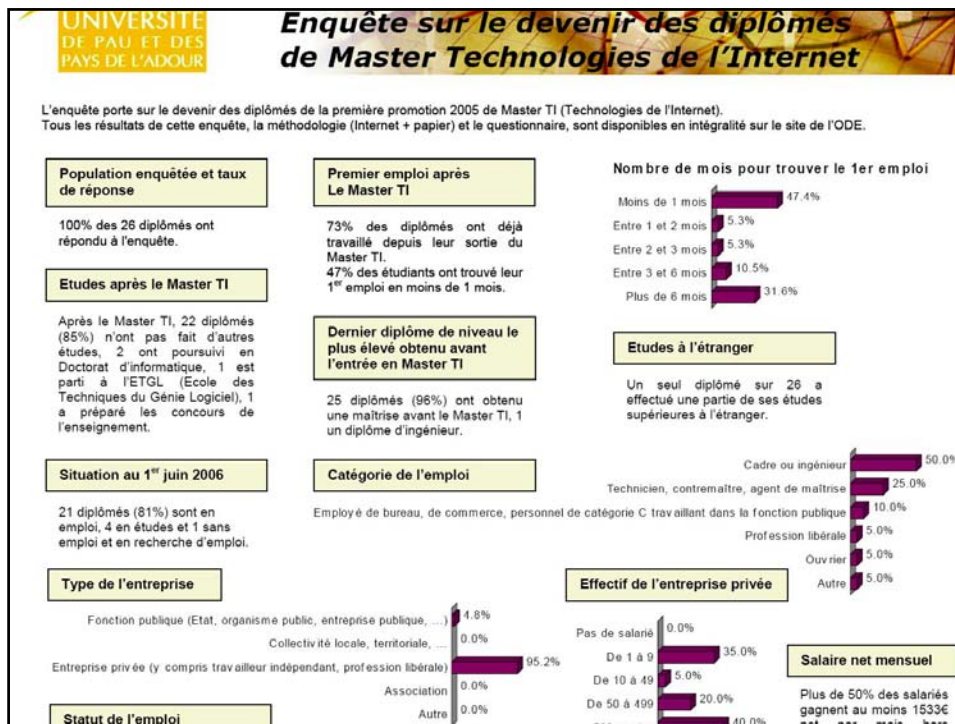 UNIVERSITE
DE PAU ET DES
PAYS DE L'ADOUR
Enquête sur le devenir des diplômés
de Master Technologies de l'Internet
L'enquête porte sur le devenir des diplômés de la première promotion 2005 de Master TI (Technologies de l'Internet).
Tous les résultats de cette enquête, la méthodologie (Internet + papier) et le questionnaire, sont disponibles en intégralité sur le site de l'ODE.
Population enquêtée et taux
de réponse
100% des 26 diplômés ont
répondu à l'enquête.
Etudes après le Master TI
Après le Master TI, 22 diplômés
(85%) n'ont pas fait d'autres
études, 2 ont poursuivi en
Doctorat d'informatique, 1 est
parti à l'ETGL (Ecole des
Techniques du Génie Logiciel), 1
a préparé les concours de
l'enseignement.
Situation au 1er juin 2006
21 diplômés (81%) sont en
emploi, 4 en études et 1 sans
emploi et en recherche d'emploi.
Premier emploi après
Le Master TI
73% des diplômés ont déjà
travaillé depuis leur sortie du
Master TI.
47% des étudiants ont trouvé leur
1er emploi en moins de 1 mois.
Dernier diplôme de niveau le
plus élevé obtenu avant
l'entrée en Master TI
25 diplômés (96%) ont obtenu
une maîtrise avant le Master TI, 1
un diplôme d'ingénieur.
Nombre de mois pour trouver le 1er emploi
Moins de 1 mois 47.4%
Entre 1 et 2 mois 5.3%
Entre 2 et 3 mois 5.3%
Entre 3 et 6 mois 10.5%
Plus de 6 mois 31.6%
Etudes à l'étranger
Un seul diplômé sur 26 a
effectué une partie de ses études
supérieures à l'étranger.
Catégorie de l'emploi
Cadre ou ingénieur 50.0%
Technicien, contremaître, agent de maîtrise 25.0%
Employé de bureau, de commerce, personnel de catégorie C travaillant dans la fonction publique 10.0%
Profession libérale 5.0%
Ouvrier 5.0%
Autre 5.0%
Type de l'entreprise
Fonction publique (Etat, organisme public, entreprise publique, ...) 4.8%
Collectivité locale, territoriale, ... 0.0%
Entreprise privée (y compris travailleur indépendant, profession libérale) 95.2%
Association 0.0%
Autre 0.0%
Effectif de l'entreprise privée
Pas de salarié 0.0%
De 1 à 9 35.0%
De 10 à 49 5.0%
De 50 à 499 20.0%
40.0%
Salaire net mensuel
Plus de 50% des salariés
gagnent au moins 1533€
Statut de l'emploi